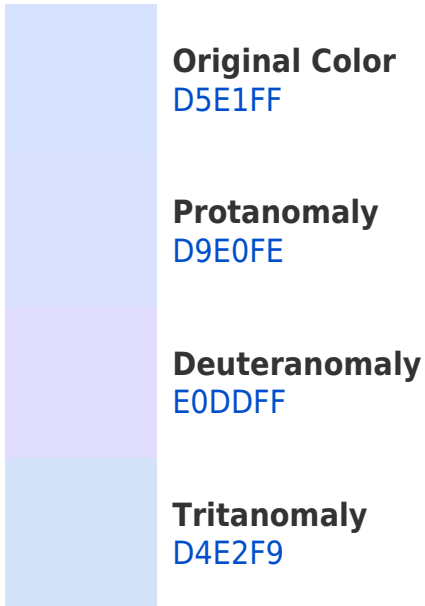 Original Color
D5E1FF
Protanomaly
D9E0FE
Deuteranomaly
E0DDFF
Tritanomaly
D4E2F9